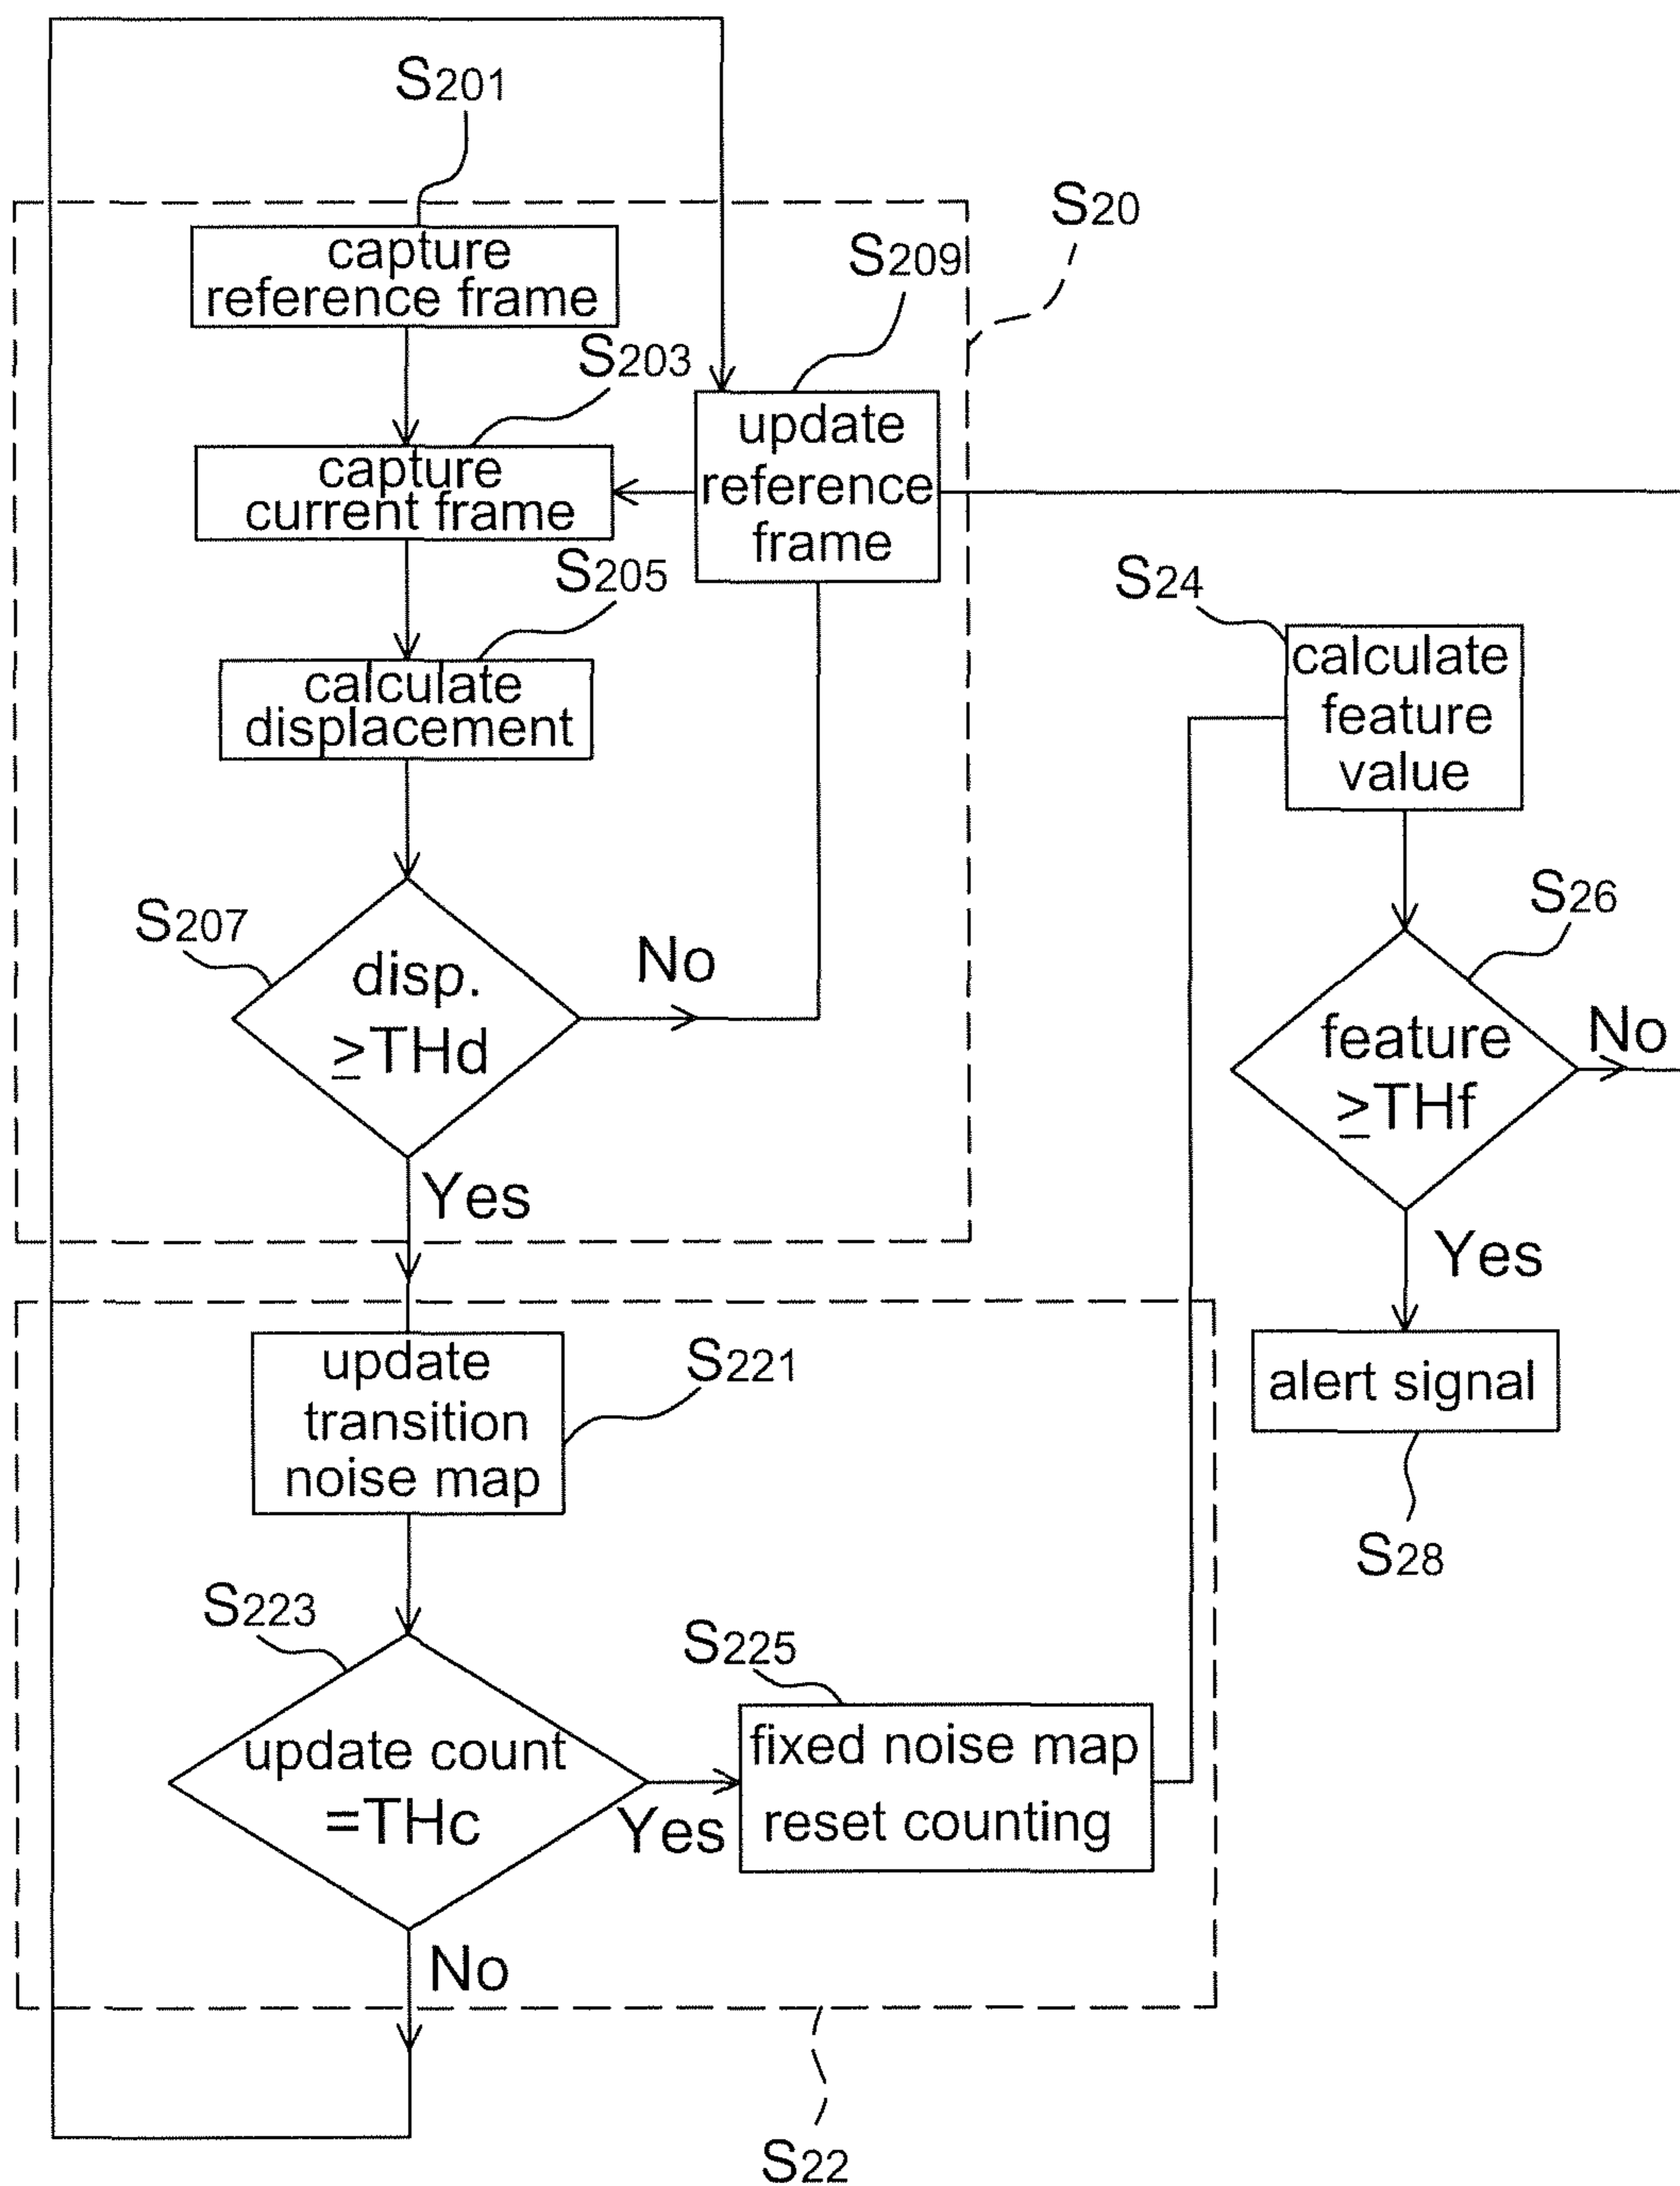 S201
capture
reference frame
S20
S209
S203
update
reference
frame
capture
current frame
S205
calculate
displacement
S24
calculate
feature
value
S207
disp.
≥THd
No
Yes
S26
feature
≥THf
No
Yes
alert signal
S28
update
transition
noise map
S221
S223
update count
=THc
Yes
No
S225
fixed noise map
reset counting
S22